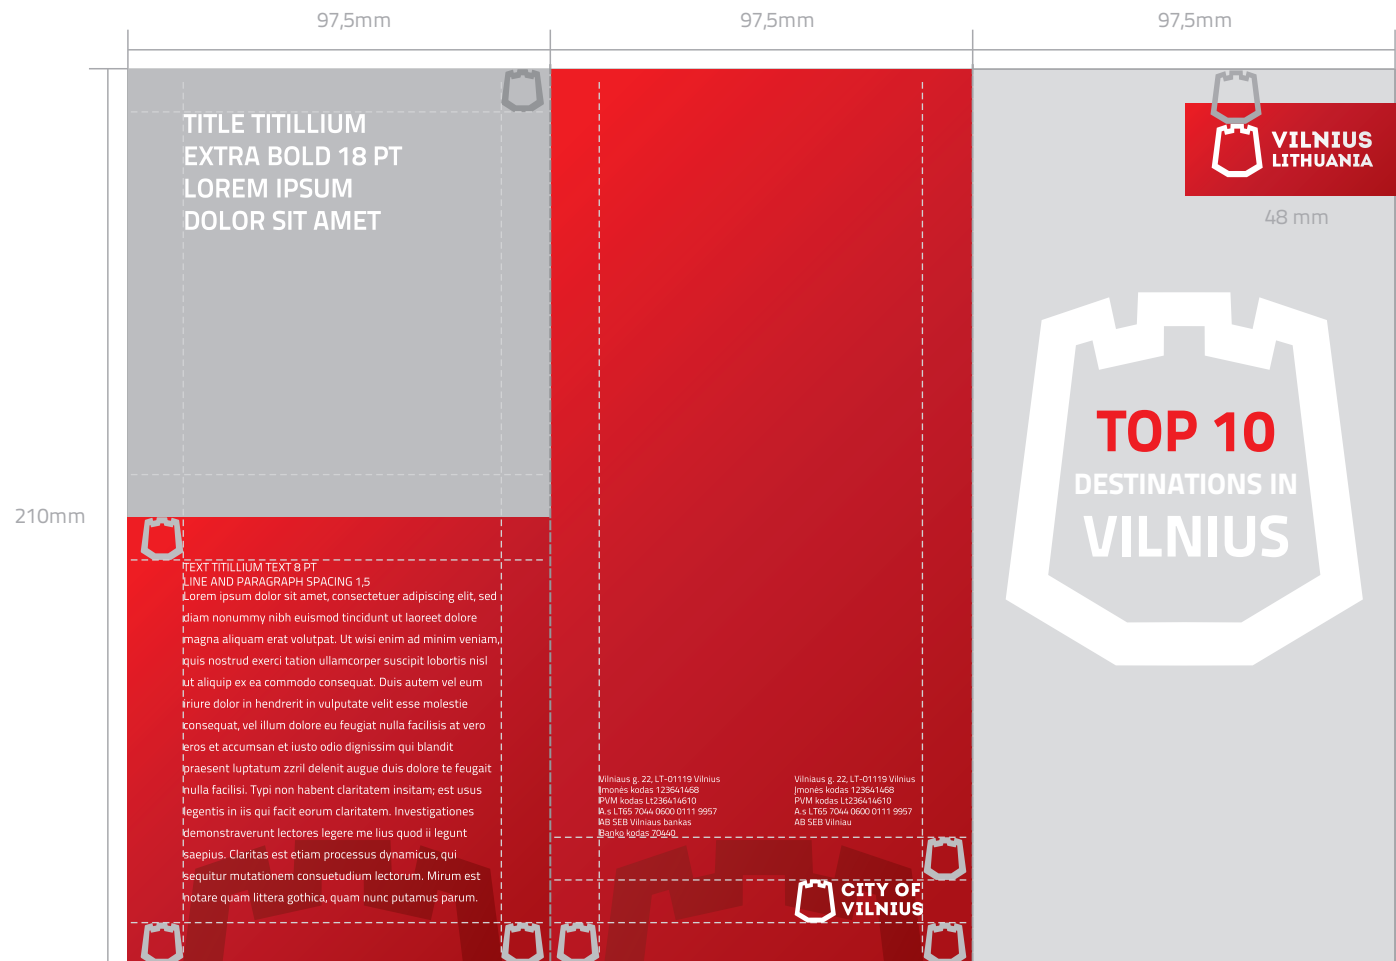 97,5mm
97,5mm
97,5mm
210mm
TITLE TITILLIUM
EXTRA BOLD 18 PT
LOREM IPSUM
DOLOR SIT AMET
TEXT TITILLIUM TEXT 8 PT
LINE AND PARAGRAPH SPACING 1,5
Lorem ipsum dolor sit amet, consectetuer adipiscing elit, sed
diam nonummy nibh euismod tincidunt ut laoreet dolore
magna aliquam erat volutpat. Ut wisi enim ad minim veniam,
quis nostrud exerci tation ullamcorper suscipit lobortis nisl
ut aliquip ex ea commodo consequat. Duis autem vel eum
iriure dolor in hendrerit in vulputate velit esse molestie
consequat, vel illum dolore eu feugiat nulla facilisis at vero
eros et accumsan et iusto odio dignissim qui blandit
praesent luptatum zzril delenit augue duis dolore te feugait
nulla facilisi. Typi non habent claritatem insitam; est usus
legentis in iis qui facit eorum claritatem. Investigationes
demonstraverunt lectores legere me lius quod ii legunt
saepius. Claritas est etiam processus dynamicus, qui
sequitur mutationem consuetudium lectorum. Mirum est
notare quam littera gothica, quam nunc putamus parum.
Vilniaus g. 22, LT-01119 Vilnius
Įmonės kodas 123641468
PVM kodas Lt236414610
A.s LT65 7044 0600 0111 9957
AB SEB Vilniaus bankas
Banko kodas 70440
Vilniaus g. 22, LT-01119 Vilnius
Įmonės kodas 123641468
PVM kodas Lt236414610
A.s LT65 7044 0600 0111 9957
AB SEB Vilniau
CITY OF
VILNIUS
VILNIUS
LITHUANIA
48 mm
TOP 10
DESTINATIONS IN
VILNIUS